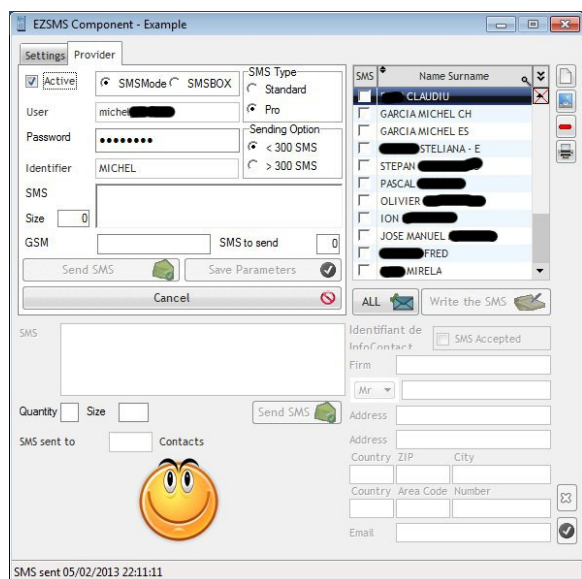 EZSMS Component - Example
Settings Provider
Active
SMSMode SMSBOX
SMS Type
Standard
Pro
User
michel
Password
Sending Option
< 300 SMS
> 300 SMS
Identifier
MICHEL
SMS
Size 0
GSM
SMS to send 0
Send SMS
Save Parameters
Cancel
SMS Name Surname
CLAUDIU
GARCIA MICHEL CH
GARCIA MICHEL ES
STELIANA - E
STEPAN
PASCAL
OLIVIER
ION
JOSE MANUEL
FRED
MIRELA
ALL
Write the SMS
SMS
Quantity Size
Send SMS
SMS sent to Contacts
Identifiant de
InfoContact
SMS Accepted
Firm
Mr
Address
Address
Country ZIP City
Country Area Code Number
Email
SMS sent 05/02/2013 22:11:11